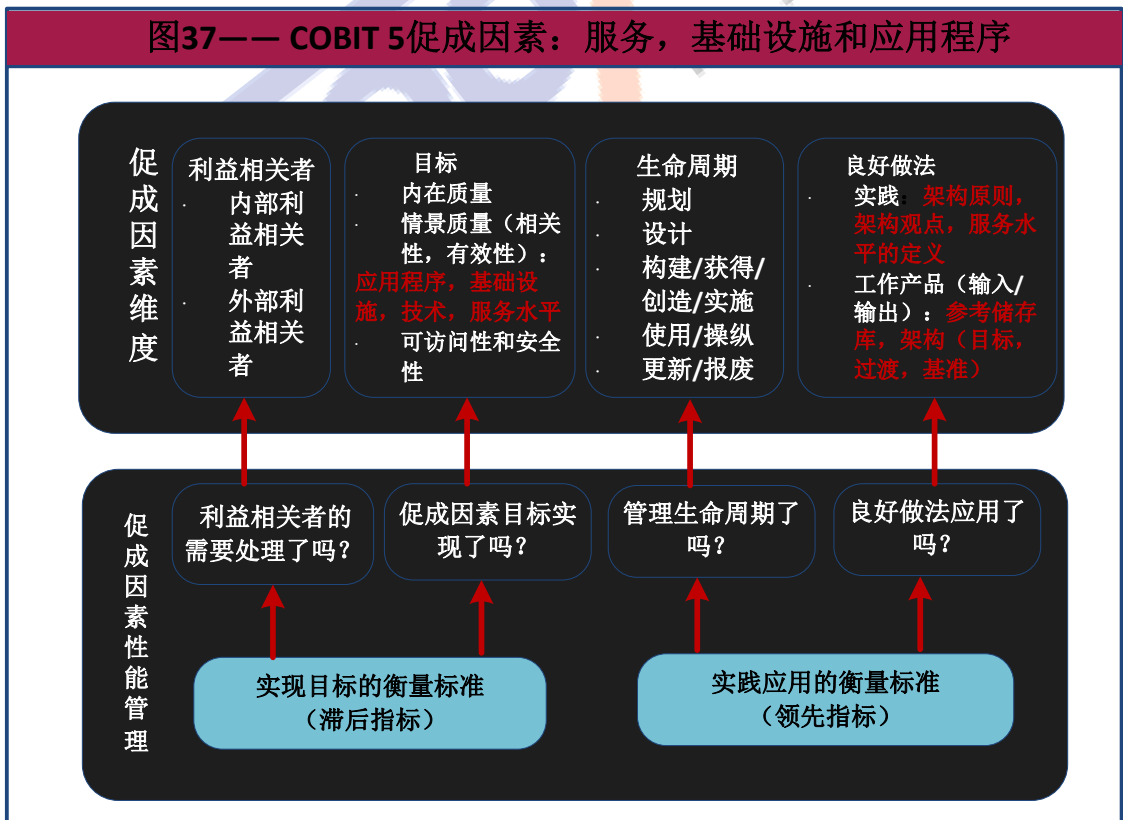 图37—— COBIT 5促成因素：服务，基础设施和应用程序
促
成
因
素
维
度
利益相关者
· 内部利
益相关
者
· 外部利
益相关
者
目标
· 内在质量
· 情景质量（相关
性，有效性）：
应用程序，基础设
施，技术，服务水平
· 可访问性和安全
性
生命周期
· 规划
· 设计
· 构建/获得/
创造/实施
· 使用/操纵
· 更新/报废
良好做法
· 实践：架构原则，
架构观点，服务水
平的定义
· 工作产品（输入/
输出）：参考储存
库，架构（目标，
过渡，基准）
促
成
因
素
性
能
管
理
利益相关者的
需要处理了吗？
促成因素目标实
现了吗？
管理生命周期了
吗？
良好做法应用了
吗？
实现目标的衡量标准
（滞后指标）
实践应用的衡量标准
（领先指标）